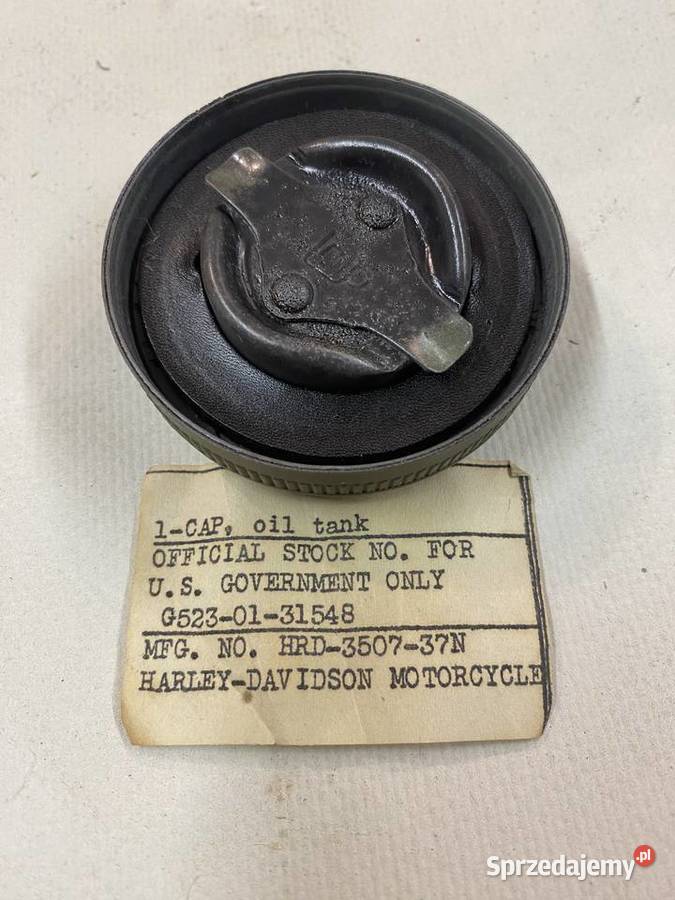 1-CAP, oil tank
OFFICIAL STOCK NO. FOR
U.S. GOVERNMENT ONLY
G523-01-31548
MFG. NO. HRD-3507-37N
HARLEY-DAVIDSON MOTORCYCLE
Sprzedajemy.pl